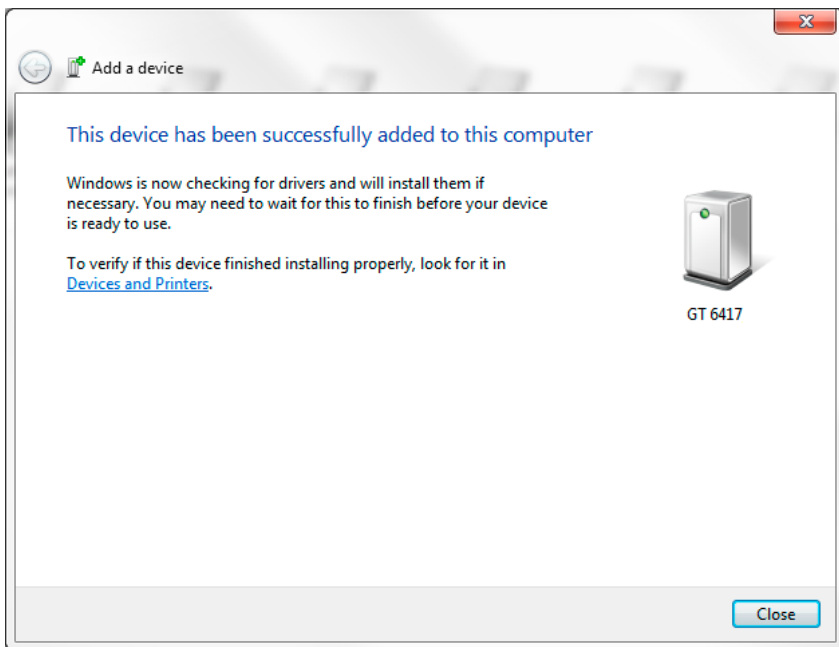 Add a device
This device has been successfully added to this computer
Windows is now checking for drivers and will install them if
necessary. You may need to wait for this to finish before your device
is ready to use.
To verify if this device finished installing properly, look for it in
Devices and Printers.
GT 6417
Close